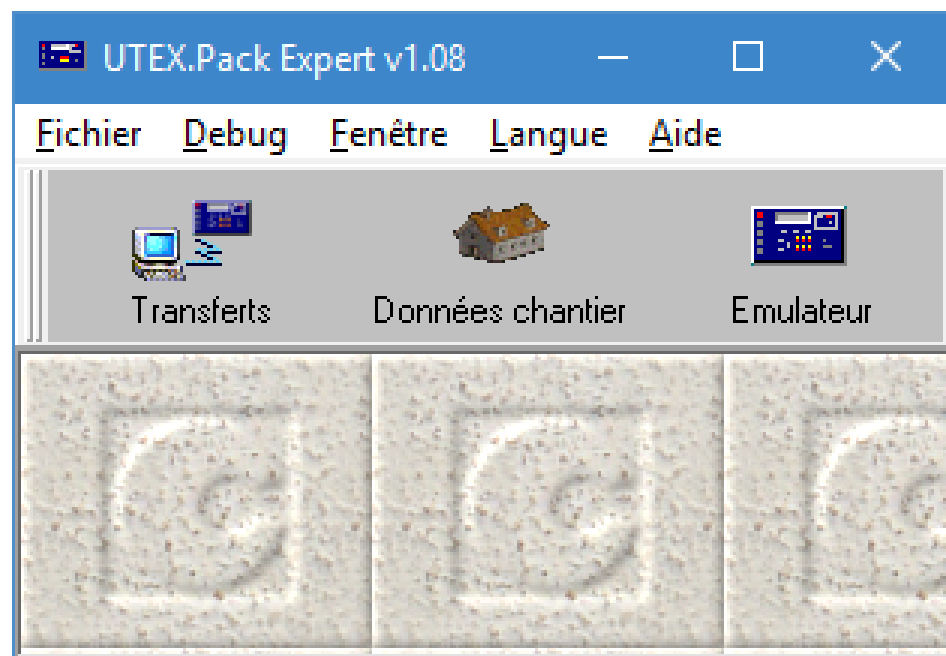 UTEX.Pack Expert v1.08
Fichier Debug Fenêtre Langue Aide
Transferts Données chantier Emulateur